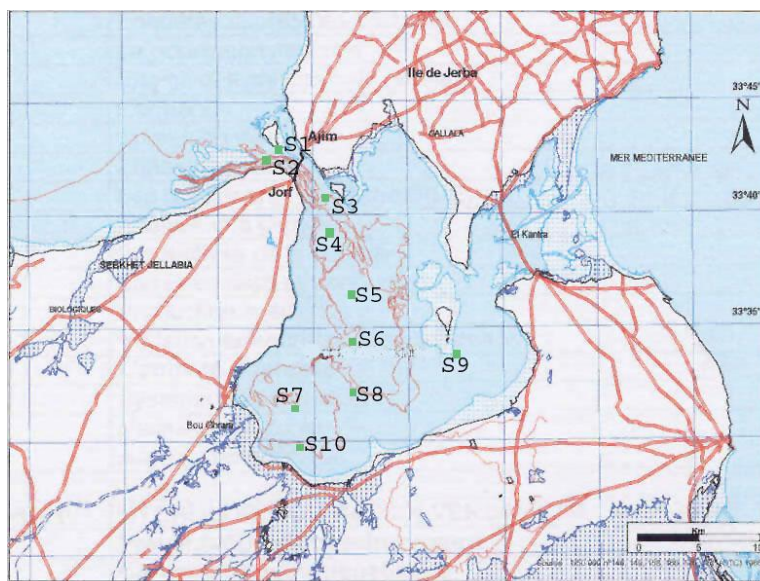 Ile de Jerba
33°45'
N
Ajim
GALLALA
S1
S2
MER MEDITERRANEE
Jorf
33°40'
S3
S4
El Kantra
SEBKHET JELLABIA
S5
BIOLOGIQUES
33°35'
S6
S9
S7
S8
Bou Ghrara
S10
Km
0 5 10